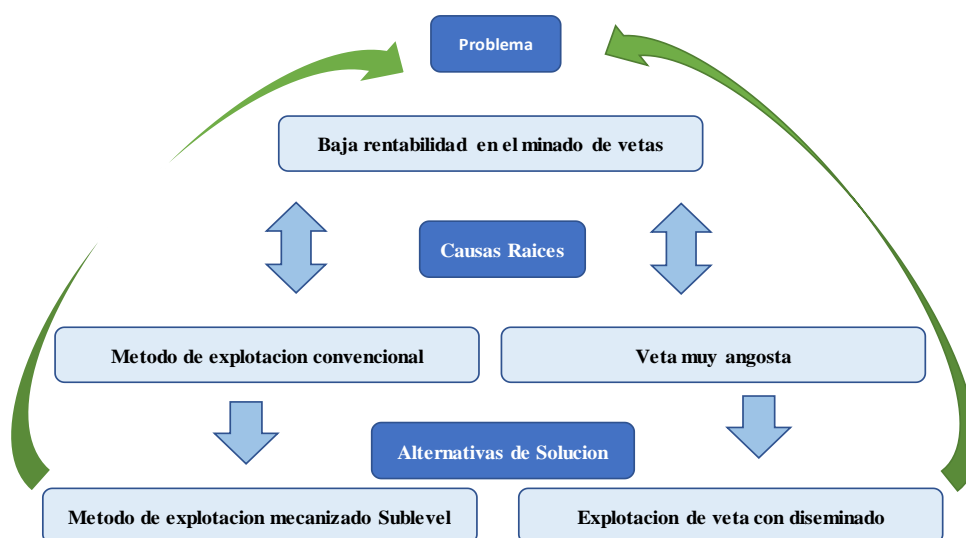 Problema
Baja rentabilidad en el minado de vetas
Causas Raices
Metodo de explotacion convencional
Veta muy angosta
Alternativas de Solucion
Metodo de explotacion mecanizado Sublevel
Explotacion de veta con diseminado